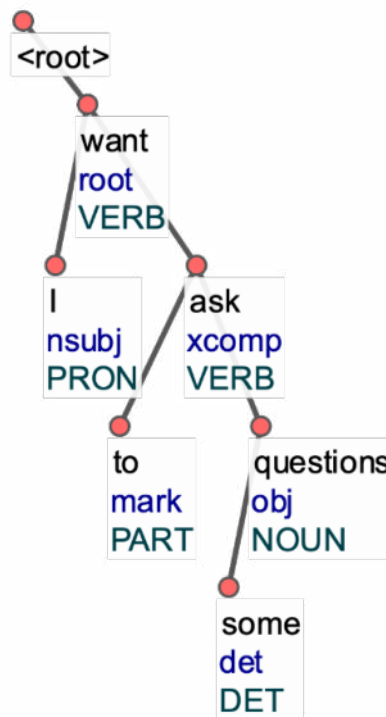 <root>
want
root
VERB
I
nsubj
PRON
ask
xcomp
VERB
to
mark
PART
questions
obj
NOUN
some
det
DET